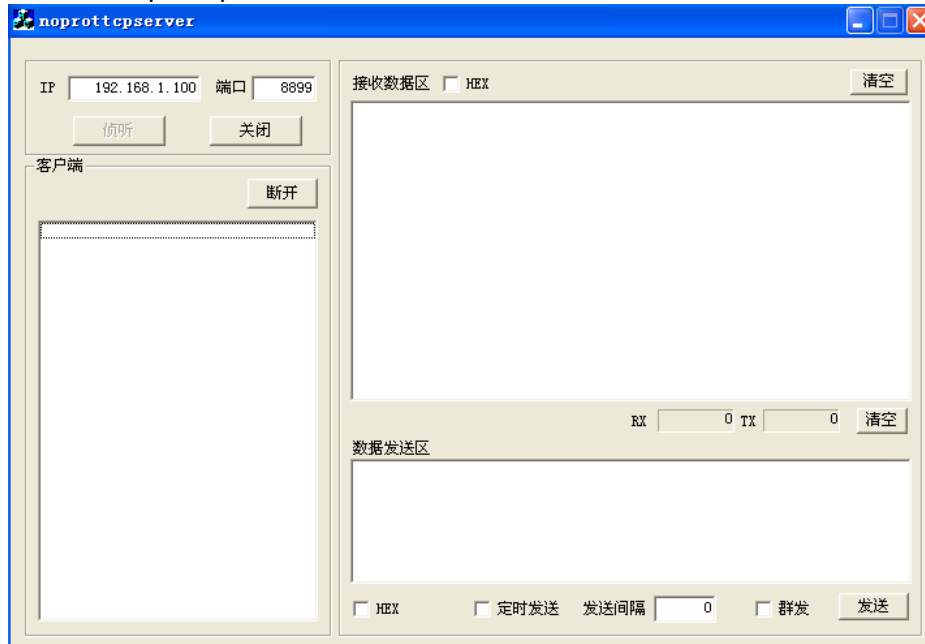 noprottcpserver
IP 192.168.1.100 端口 8899
侦听 关闭
客户端
断开
接收数据区 HEX 清空
RX 0 TX 0 清空
数据发送区
HEX 定时发送 发送间隔 0 群发 发送